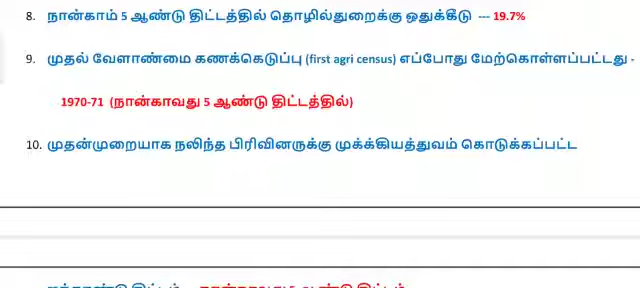 8. நான்காம் 5 ஆண்டு திட்டத்தில் தொழில்துறைக்கு ஒதுக்கீடு --- 19.7%
9. முதல் வேளாண்மை கணக்கெடுப்பு (first agri census) எப்போது மேற்கொள்ளப்பட்டது -
1970-71 (நான்காவது 5 ஆண்டு திட்டத்தில்)
10. முதன்முறையாக நலிந்த பிரிவினருக்கு முக்க்கியத்துவம் கொடுக்கப்பட்ட